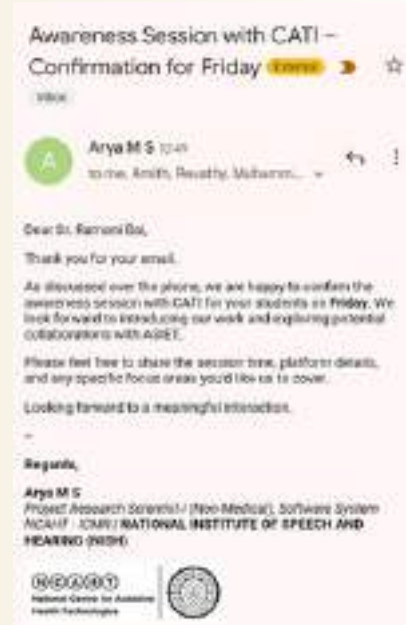 Awareness Session with CATI –
Confirmation for Friday
Inbox
A
Arya M S
to me, Amith, Revathy,
Dear Dr. Ramani Bai,
Thank you for your email.
As discussed over the phone, we are happy to confirm the
awareness session with CATI for your students on Friday. We
look forward to introducing our work and exploring potential
collaborations with ASIET.
Please feel free to share the session time, platform details,
and any specific focus areas you'd like us to cover.
Looking forward to a meaningful interaction.
--
Regards,
Arya M S
Project Research Scientist-I (Non-Medical), Software System
NCAHT - ICMR / NATIONAL INSTITUTE OF SPEECH AND
HEARING (NISH)
NCAHT
National Centre for Assistive
Health Technologies